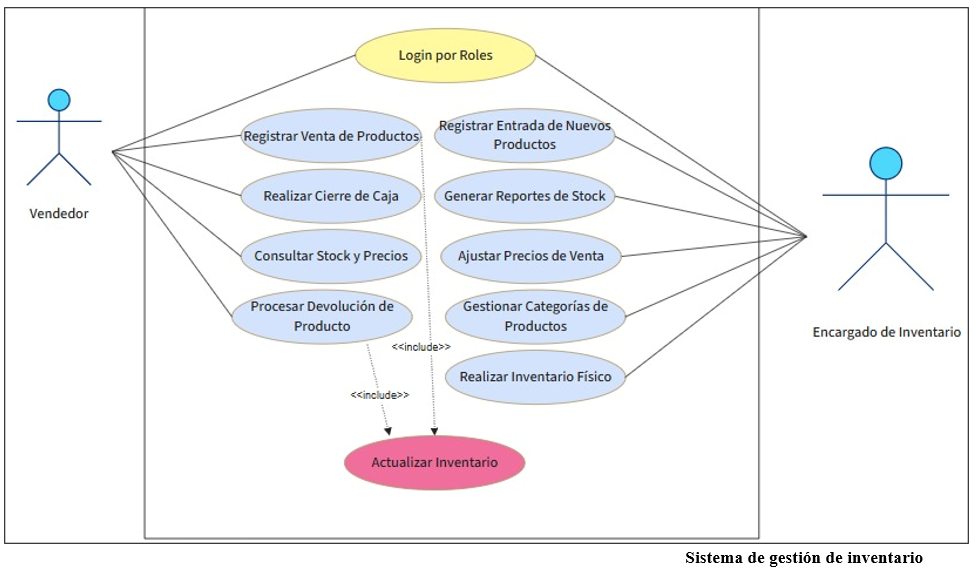 Login por Roles
Registrar Venta de Productos
Registrar Entrada de Nuevos
Productos
Realizar Cierre de Caja
Generar Reportes de Stock
Vendedor
Consultar Stock y Precios
Ajustar Precios de Venta
Procesar Devolución de
Producto
Gestionar Categorías de
Productos
Encargado de Inventario
<<include>>
Realizar Inventario Físico
<<include>>
Actualizar Inventario
Sistema de gestión de inventario